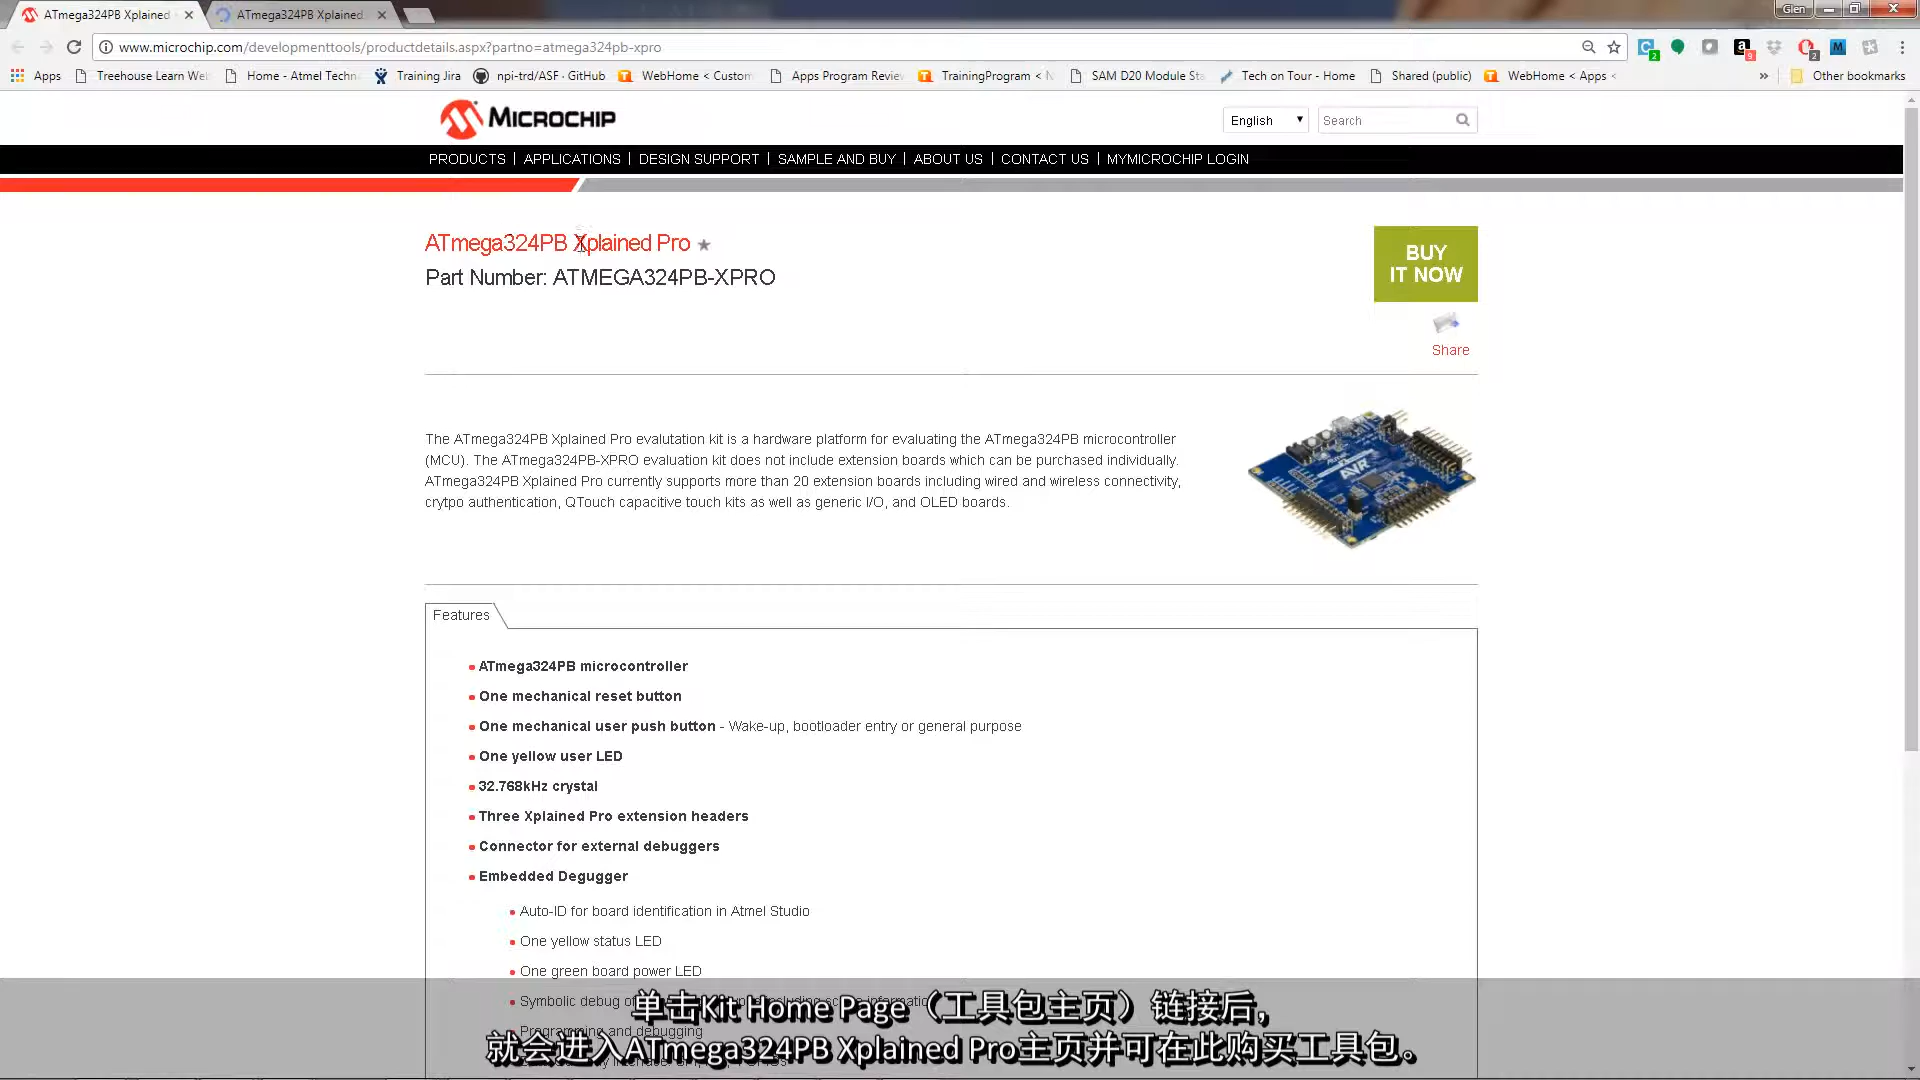 ATmega324PB Xplained
ATmega324PB Xplained
Glen
www.microchip.com/developmenttools/productdetails.aspx?partno=atmega324pb-xpro
Apps
Treehouse Learn We
Home - Atmel Techn
Training Jira
npi-trd/ASF · GitHub
WebHome < Custom
Apps Program Review
TrainingProgram < N
SAM D20 Module Sta
Tech on Tour - Home
Shared (public)
WebHome < Apps <
»
Other bookmarks
MICROCHIP
English
Search
PRODUCTS | APPLICATIONS | DESIGN SUPPORT | SAMPLE AND BUY | ABOUT US | CONTACT US | MYMICROCHIP LOGIN
ATmega324PB Xplained Pro
Part Number: ATMEGA324PB-XPRO
BUY
IT NOW
Share
The ATmega324PB Xplained Pro evalutation kit is a hardware platform for evaluating the ATmega324PB microcontroller
(MCU). The ATmega324PB-XPRO evaluation kit does not include extension boards which can be purchased individually.
ATmega324PB Xplained Pro currently supports more than 20 extension boards including wired and wireless connectivity,
crytpo authentication, QTouch capacitive touch kits as well as generic I/O, and OLED boards.
AVR
Features
ATmega324PB microcontroller
One mechanical reset button
One mechanical user push button - Wake-up, bootloader entry or general purpose
One yellow user LED
32.768kHz crystal
Three Xplained Pro extension headers
Connector for external debuggers
Embedded Degugger
Auto-ID for board identification in Atmel Studio
One yellow status LED
One green board power LED
Symbolic debug of
Programming and debugging
单击Kit Home Page（工具包主页）链接后，
就会进入ATmega324PB Xplained Pro主页并可在此购买工具包。